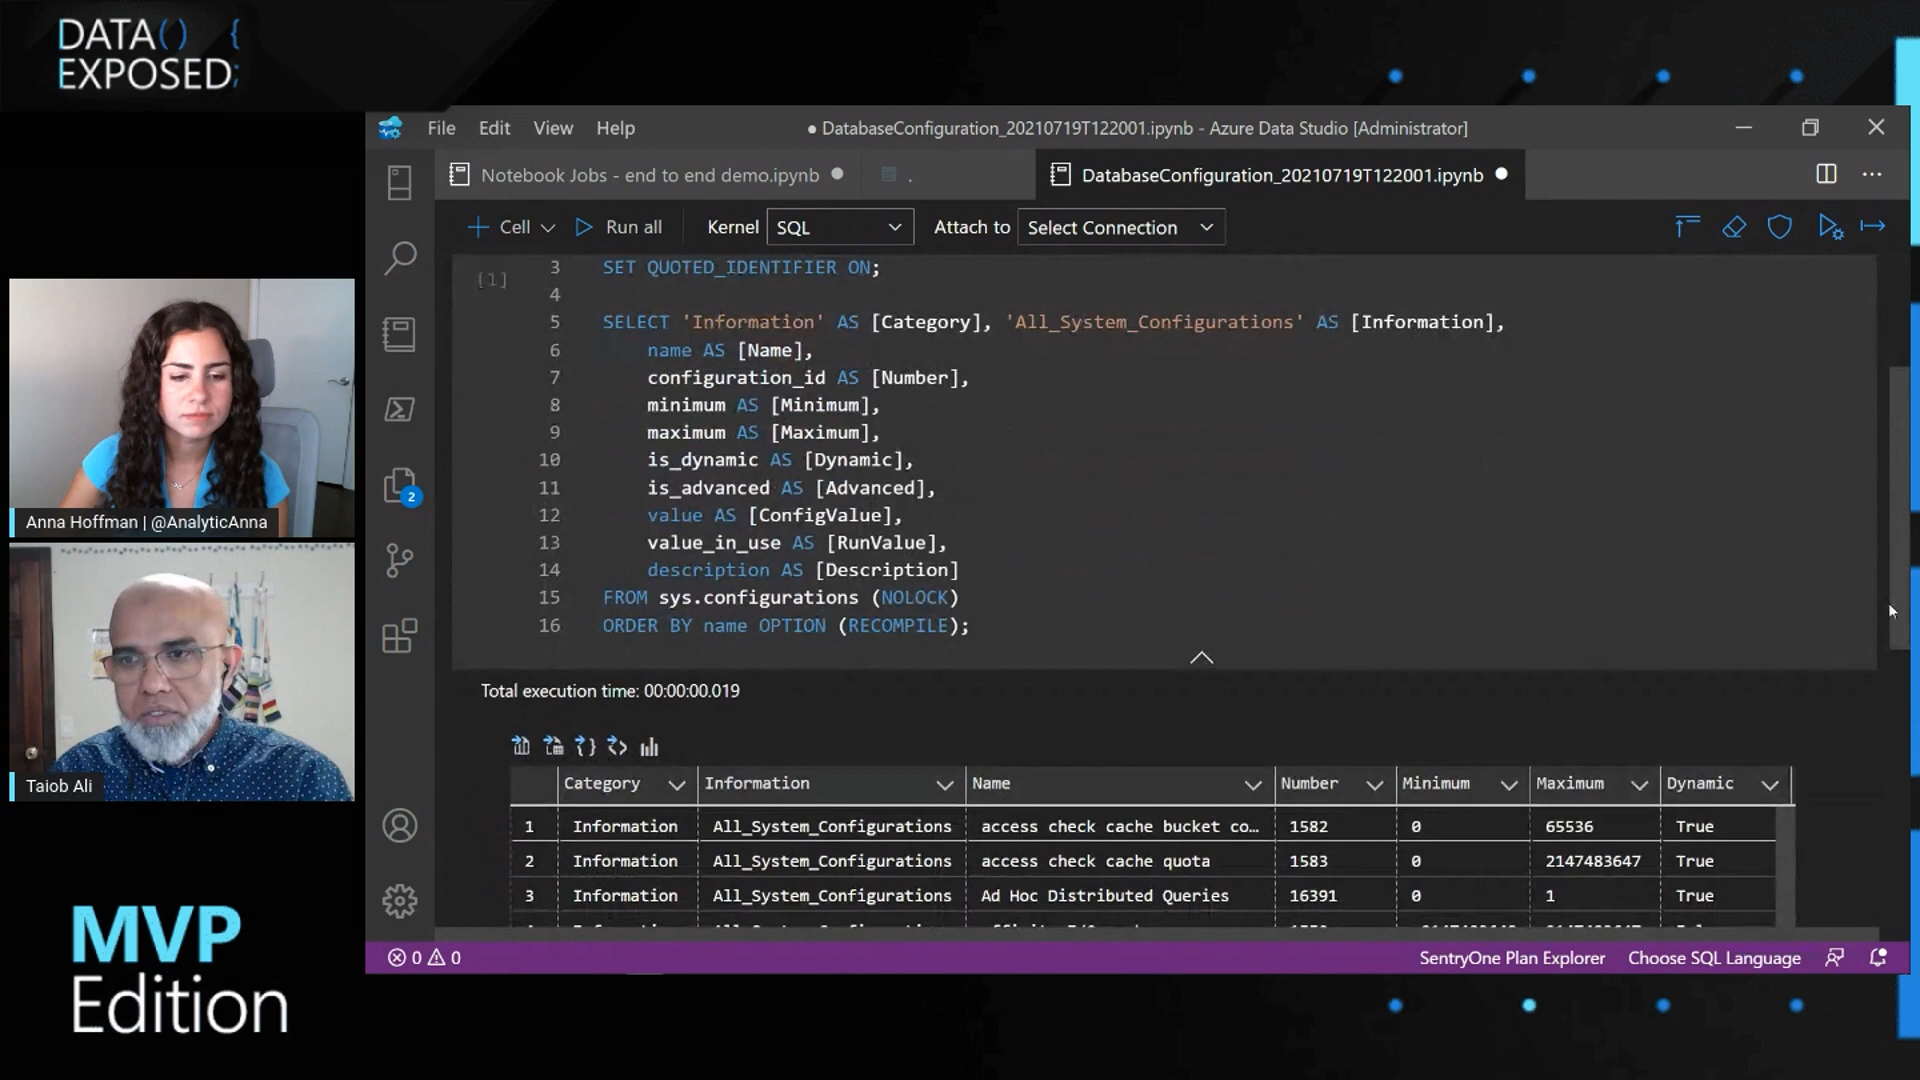 DATA() {
EXPOSED;
File Edit View Help
● DatabaseConfiguration_20210719T122001.ipynb - Azure Data Studio [Administrator]
Notebook Jobs - end to end demo.ipynb
.
DatabaseConfiguration_20210719T122001.ipynb
Cell
Run all
Kernel
SQL
Attach to
Select Connection
[1]
3 SET QUOTED_IDENTIFIER ON;
4
5 SELECT 'Information' AS [Category], 'All_System_Configurations' AS [Information],
6 name AS [Name],
7 configuration_id AS [Number],
8 minimum AS [Minimum],
9 maximum AS [Maximum],
10 is_dynamic AS [Dynamic],
11 is_advanced AS [Advanced],
12 value AS [ConfigValue],
13 value_in_use AS [RunValue],
14 description AS [Description]
15 FROM sys.configurations (NOLOCK)
16 ORDER BY name OPTION (RECOMPILE);
2
Total execution time: 00:00:00.019
Category Information Name Number Minimum Maximum Dynamic
1 Information All_System_Configurations access check cache bucket co... 1582 0 65536 True
2 Information All_System_Configurations access check cache quota 1583 0 2147483647 True
3 Information All_System_Configurations Ad Hoc Distributed Queries 16391 0 1 True
0 0
SentryOne Plan Explorer
Choose SQL Language
Anna Hoffman | @AnalyticAnna
Taiob Ali
MVP
Edition